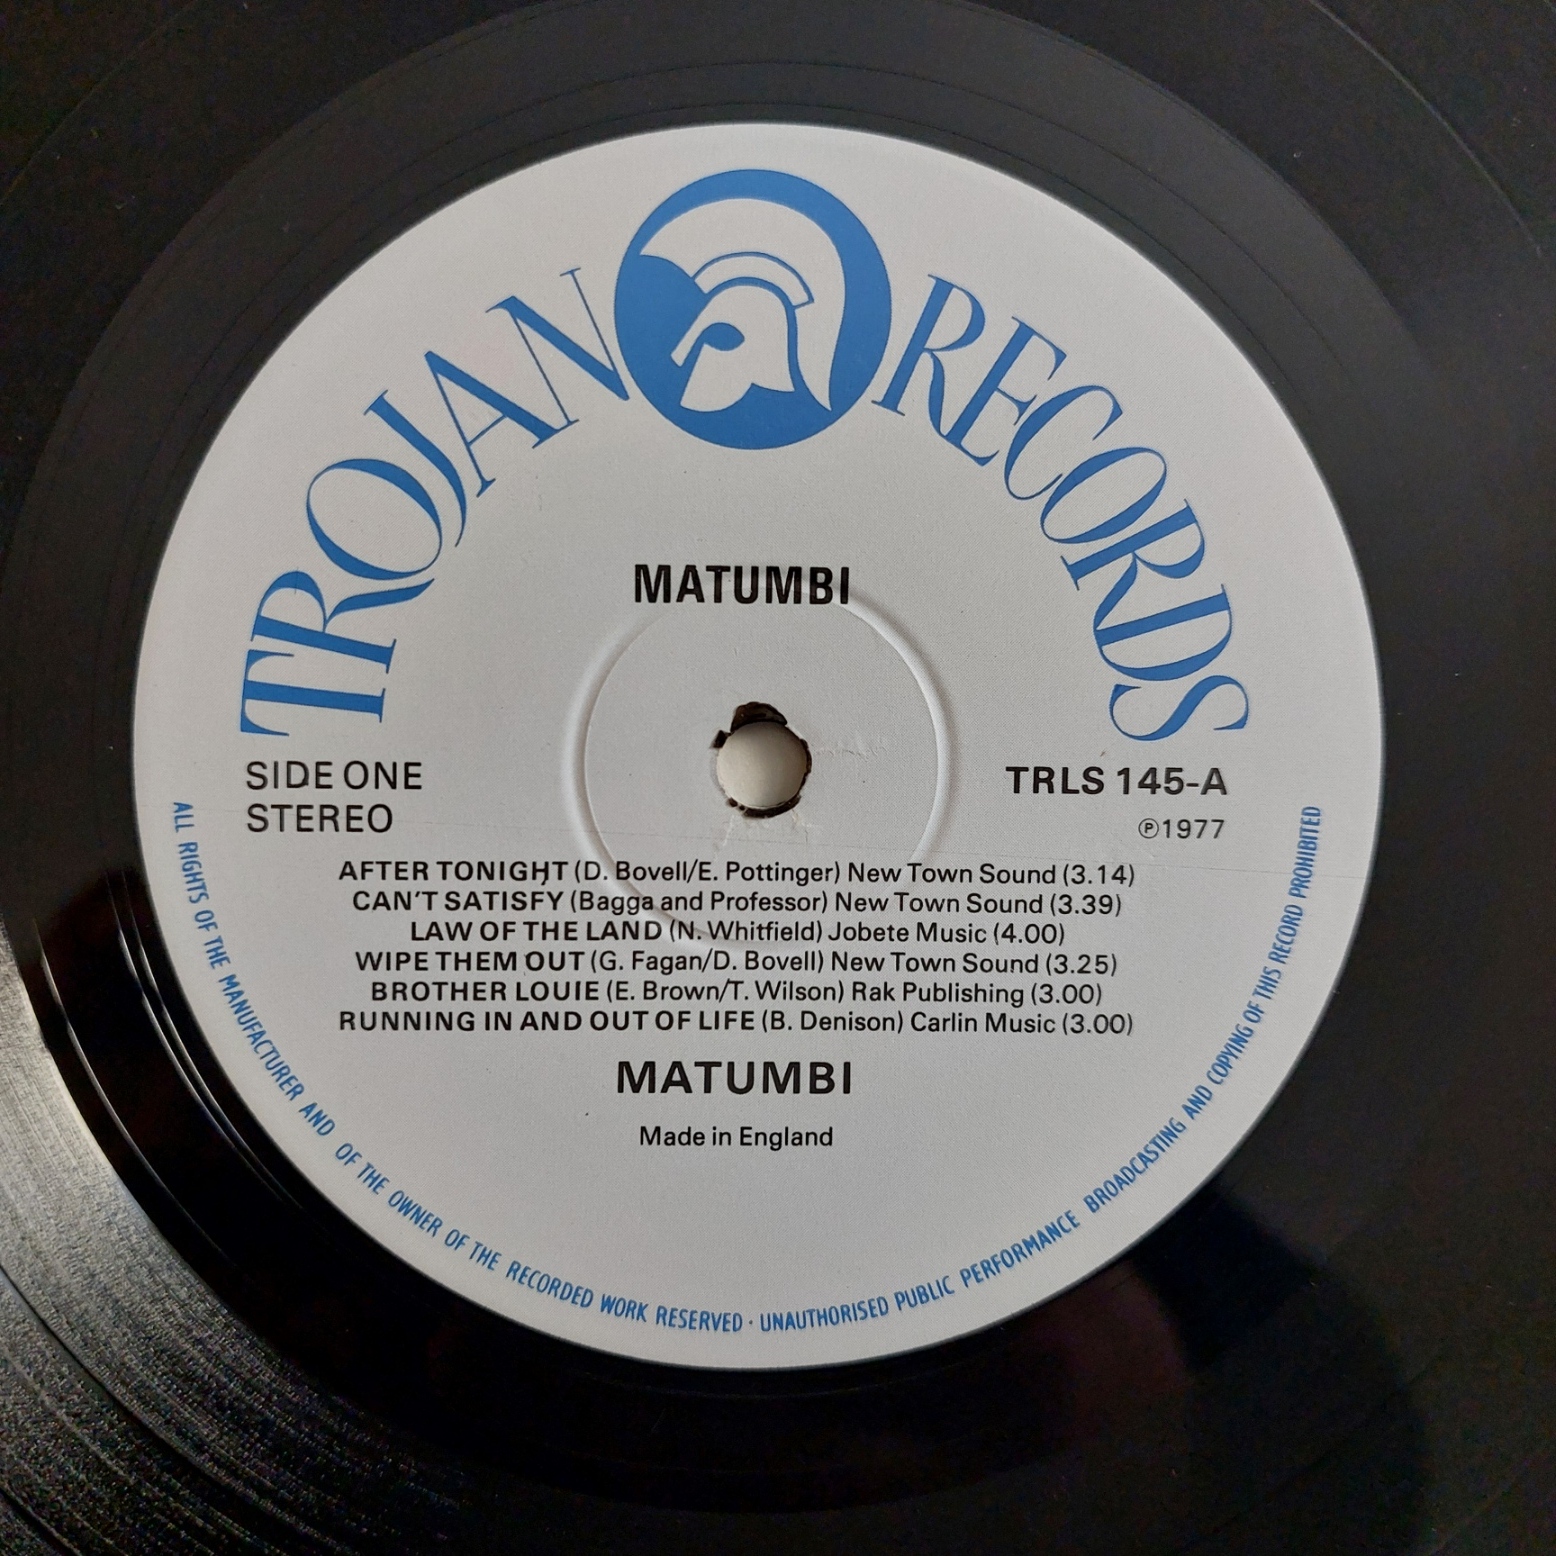 TROJAN RECORDS
MATUMBI
SIDE ONE
STEREO
TRLS 145-A
Ⓟ1977
AFTER TONIGHT (D. Bovell/E. Pottinger) New Town Sound (3.14)
CAN'T SATISFY (Bagga and Professor) New Town Sound (3.39)
LAW OF THE LAND (N. Whitfield) Jobete Music (4.00)
WIPE THEM OUT (G. Fagan/D. Bovell) New Town Sound (3.25)
BROTHER LOUIE (E. Brown/T. Wilson) Rak Publishing (3.00)
RUNNING IN AND OUT OF LIFE (B. Denison) Carlin Music (3.00)
MATUMBI
Made in England
ALL RIGHTS OF THE MANUFACTURER AND OF THE OWNER OF THE RECORDED WORK RESERVED · UNAUTHORISED PUBLIC PERFORMANCE BROADCASTING AND COPYING OF THIS RECORD PROHIBITED